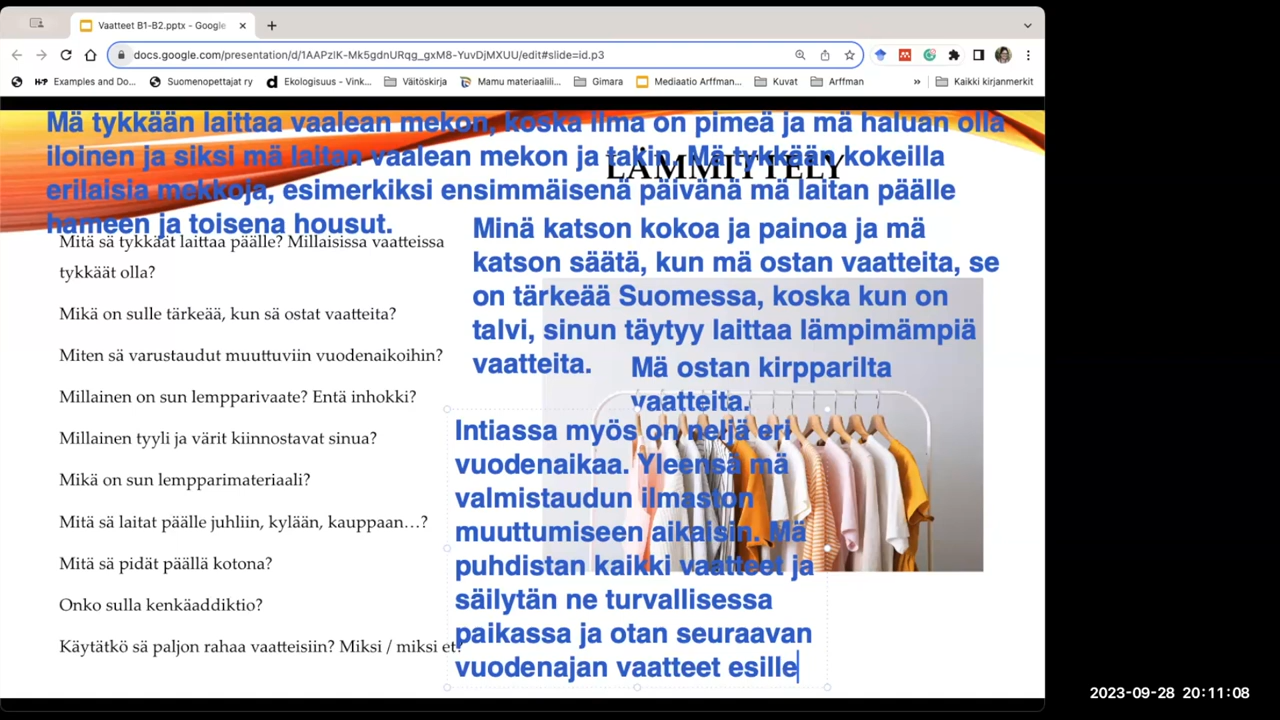 Vaatteet B1-B2.pptx - Google
docs.google.com/presentation/d/1AAPzIK-Mk5gdnURqg_gxM8-YuvDjMXUU/edit#slide=id.p3
Examples and Do...
Suomenopettajat ry
Ekologisuus - Vink...
Väitöskirja
Mamu materiaalili...
Gimara
Mediaatio Arffman...
Kuvat
Arffman
»
Kaikki kirjanmerkit
Mä tykkään laittaa vaalean mekon, koska ilma on pimeä ja mä haluan olla
iloinen ja siksi mä laitan vaalean mekon ja takin. Mä tykkään kokeilla
erilaisia mekkoja, esimerkiksi ensimmäisenä päivänä mä laitan päälle
hameen ja toisena housut.
LÄMMITTELY
Mitä sä tykkäät laittaa päälle? Millaisissa vaatteissa
tykkäät olla?
Mikä on sulle tärkeää, kun sä ostat vaatteita?
Miten sä varustaudut muuttuviin vuodenaikoihin?
Millainen on sun lempparivaate? Entä inhokki?
Millainen tyyli ja värit kiinnostavat sinua?
Mikä on sun lempparimateriaali?
Mitä sä laitat päälle juhliin, kylään, kauppaan…?
Mitä sä pidät päällä kotona?
Onko sulla kenkäaddiktio?
Käytätkö sä paljon rahaa vaatteisiin? Miksi / miksi et?
Minä katson kokoa ja painoa ja mä
katson säätä, kun mä ostan vaatteita, se
on tärkeää Suomessa, koska kun on
talvi, sinun täytyy laittaa lämpimämpiä
vaatteita.
Mä ostan kirpparilta
vaatteita.
Intiassa myös on neljä eri
vuodenaikaa. Yleensä mä
valmistaudun ilmaston
muuttumiseen aikaisin. Mä
puhdistan kaikki vaatteet ja
säilytän ne turvallisessa
paikassa ja otan seuraavan
vuodenajan vaatteet esille
2023-09-28 20:11:08